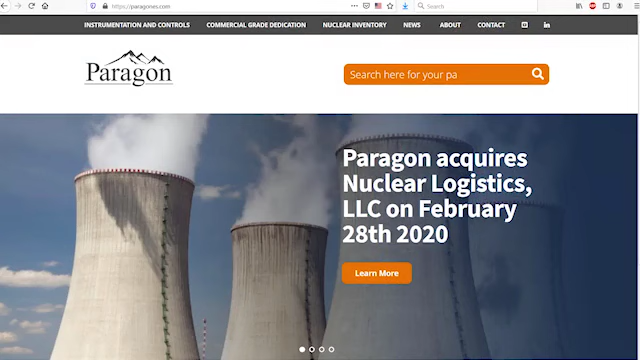 https://paragones.com
Search
INSTRUMENTATION AND CONTROLS
COMMERCIAL GRADE DEDICATION
NUCLEAR INVENTORY
NEWS
ABOUT
CONTACT
Paragon
Search here for your pa
Paragon acquires
Nuclear Logistics,
LLC on February
28th 2020
Learn More